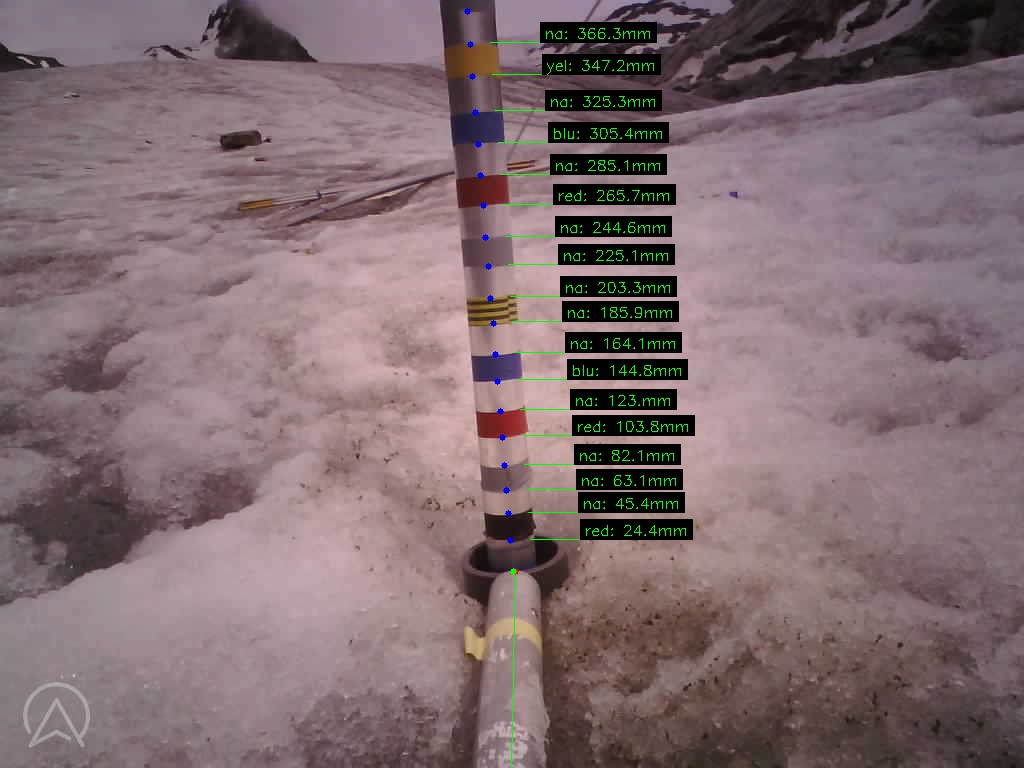 na: 366.3mm
yel: 347.2mm
na: 325.3mm
blu: 305.4mm
na: 285.1mm
red: 265.7mm
na: 244.6mm
na: 225.1mm
na: 203.3mm
na: 185.9mm
na: 164.1mm
blu: 144.8mm
na: 123.mm
red: 103.8mm
na: 82.1mm
na: 63.1mm
na: 45.4mm
red: 24.4mm